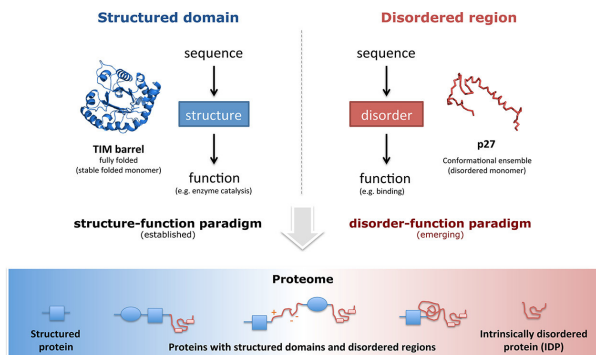 Structured domain
sequence
structure
TIM barrel
fully folded
(stable folded monomer)
function
(e.g. enzyme catalysis)
structure-function paradigm
(established)
Disordered region
sequence
disorder
p27
Conformational ensemble
(disordered monomer)
function
(e.g. binding)
disorder-function paradigm
(emerging)
Proteome
+
+
-
-
Structured
protein
Proteins with structured domains and disordered regions
Intrinsically disordered
protein (IDP)